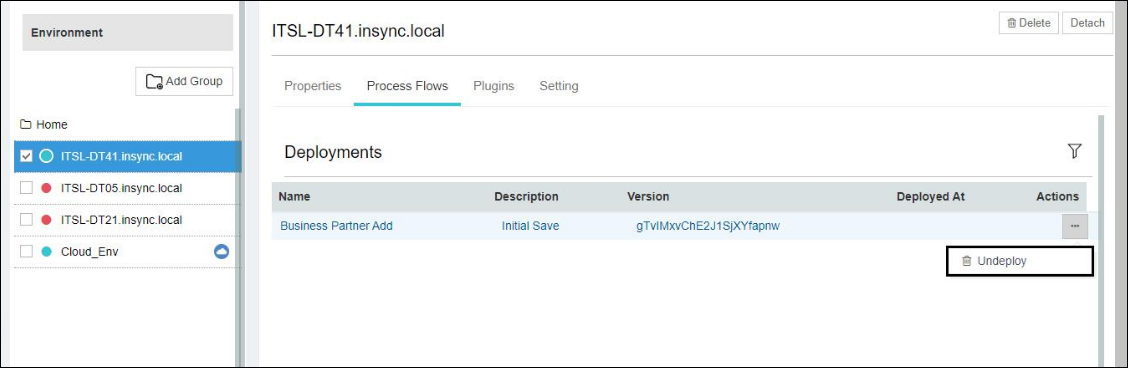 Environment
Add Group
Home
ITSL-DT41.insync.local
ITSL-DT05.insync.local
ITSL-DT21.insync.local
Cloud_Env
ITSL-DT41.insync.local
Delete
Detach
Properties Process Flows Plugins Setting
Deployments
Name Description Version Deployed At Actions
Business Partner Add Initial Save gTvIMxvChE2J1SjXYfapnw
Undeploy